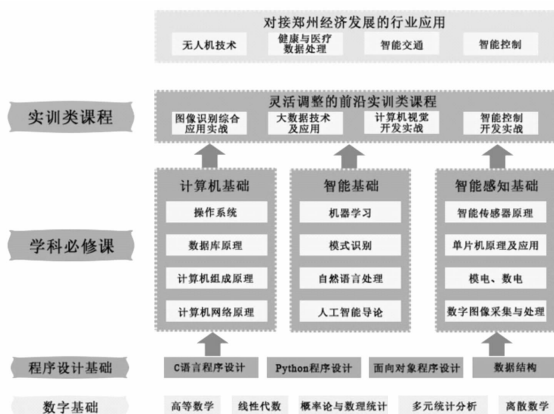 对接郑州经济发展的行业应用
无人机技术
健康与医疗
数据处理
智能交通
智能控制
实训类课程
灵活调整的前沿实训类课程
图像识别综合
应用实战
大数据技术
及应用
计算机视觉
开发实战
智能控制
开发实战
学科必修课
计算机基础
操作系统
数据库原理
计算机组成原理
计算机网络原理
智能基础
机器学习
模式识别
自然语言处理
人工智能导论
智能感知基础
智能传感器原理
单片机原理及应用
模电、数电
数字图像采集与处理
程序设计基础
C语言程序设计
Python程序设计
面向对象程序设计
数据结构
数字基础
高等数学
线性代数
概率论与数理统计
多元统计分析
离散数学